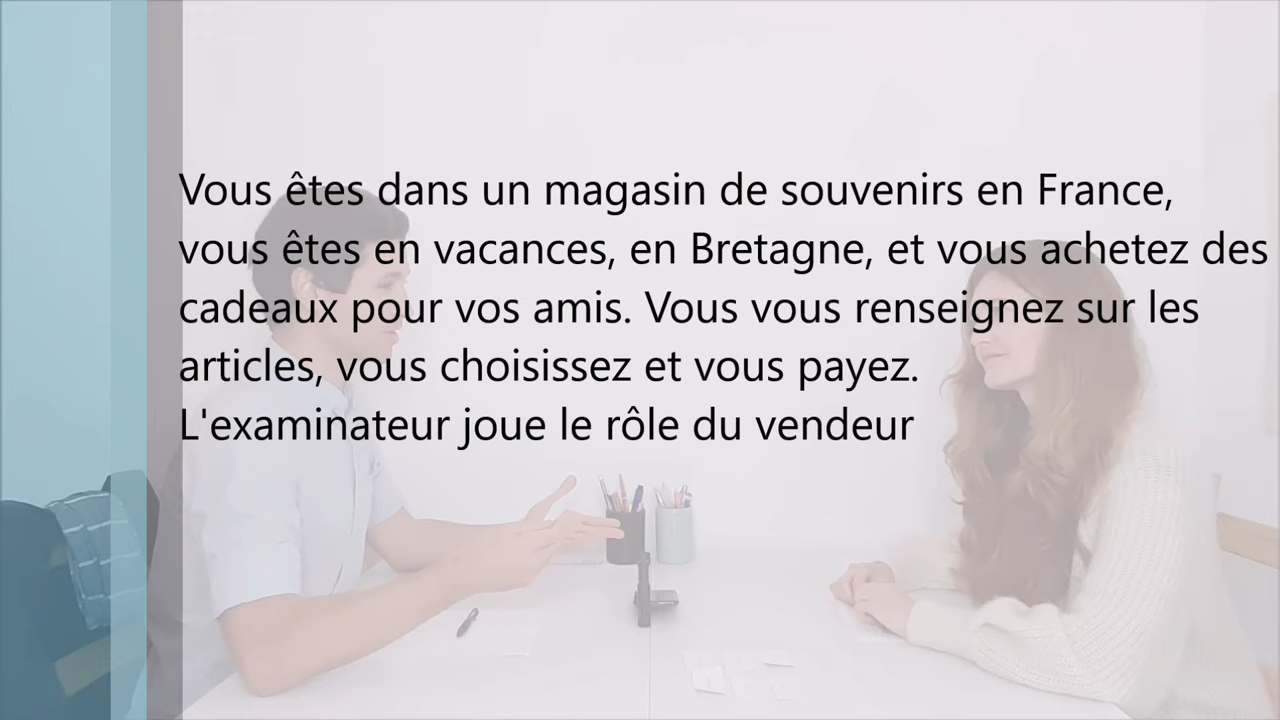 Vous êtes dans un magasin de souvenirs en France,
vous êtes en vacances, en Bretagne, et vous achetez des
cadeaux pour vos amis. Vous vous renseignez sur les
articles, vous choisissez et vous payez.
L'examinateur joue le rôle du vendeur